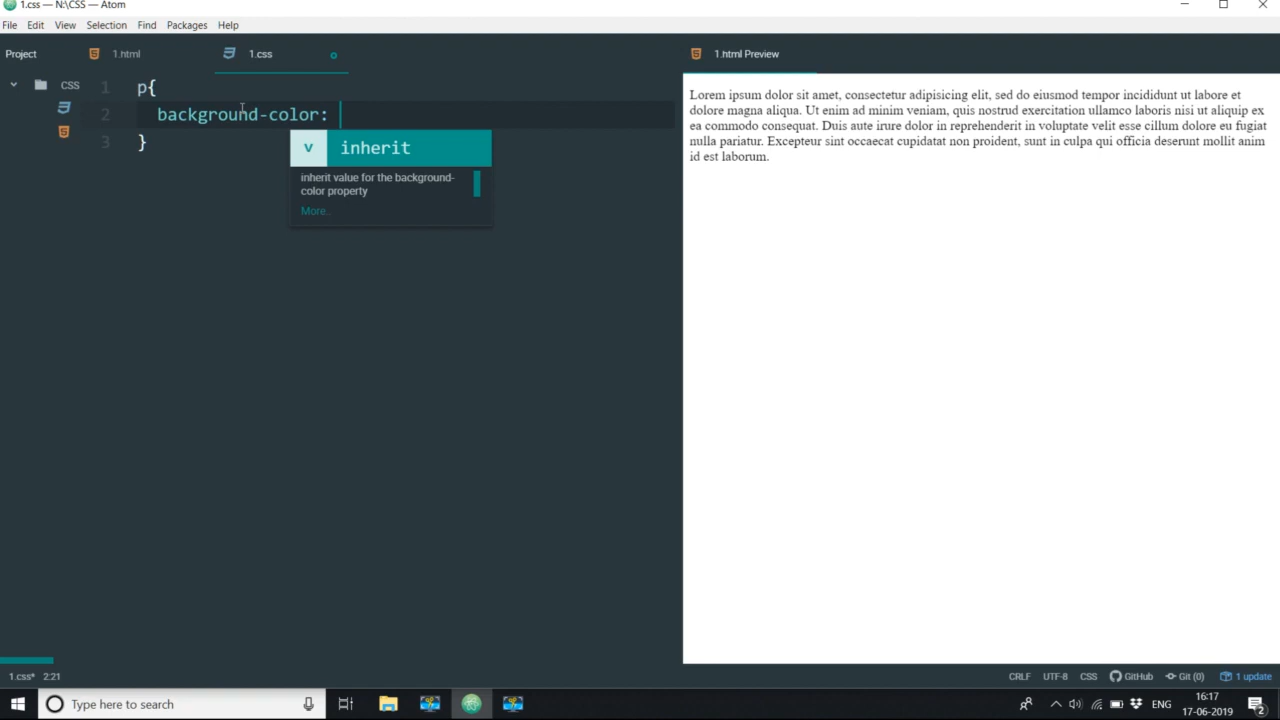 1.css — N:\CSS — Atom
File Edit View Selection Find Packages Help
Project
1.html
1.css
1.html Preview
CSS
1 p{
2 background-color:
3 }
v inherit
inherit value for the background-
color property
More..
Lorem ipsum dolor sit amet, consectetur adipisicing elit, sed do eiusmod tempor incididunt ut labore et
dolore magna aliqua. Ut enim ad minim veniam, quis nostrud exercitation ullamco laboris nisi ut aliquip ex
ea commodo consequat. Duis aute irure dolor in reprehenderit in voluptate velit esse cillum dolore eu fugiat
nulla pariatur. Excepteur sint occaecat cupidatat non proident, sunt in culpa qui officia deserunt mollit anim
id est laborum.
1.css* 2:21
CRLF UTF-8 CSS GitHub Git (0) 1 update
Type here to search
ENG
16:17
17-06-2019
2